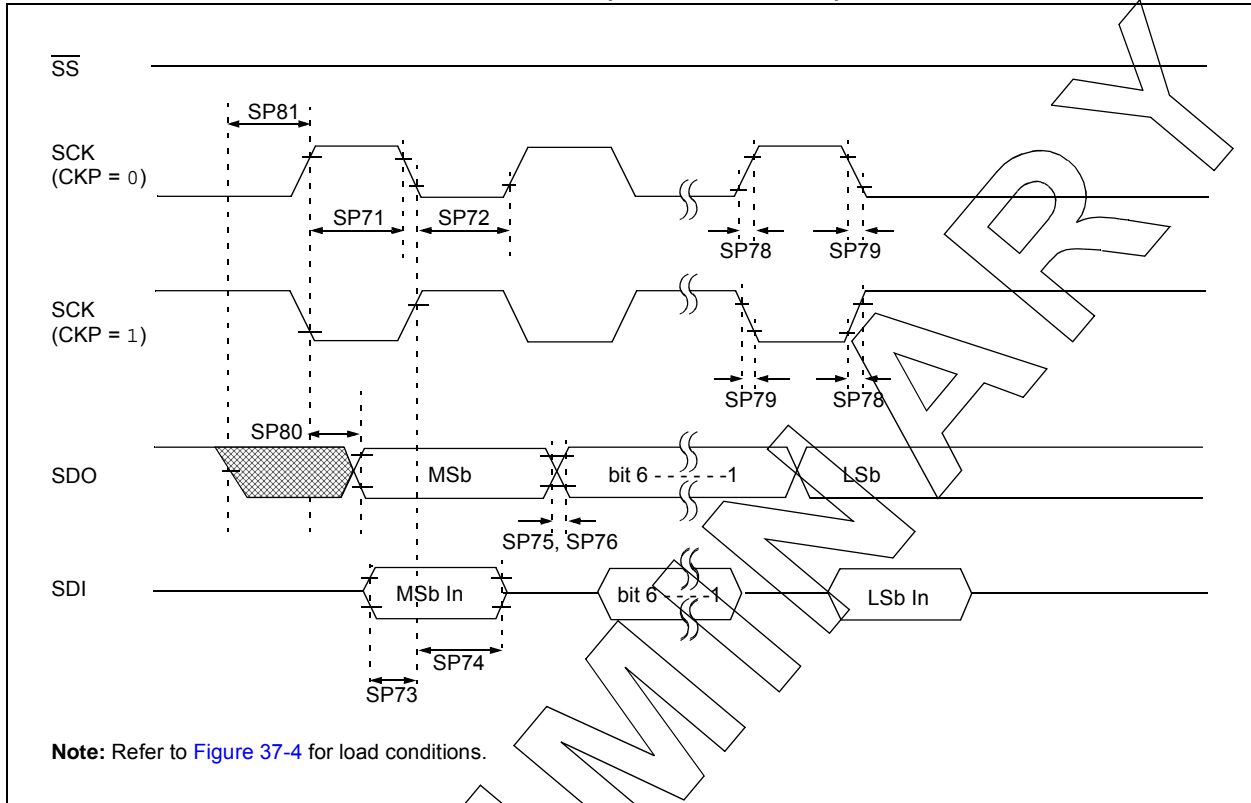 SS
SP81
SCK
(CKP = 0)
SP71 SP72
SP78 SP79
SCK
(CKP = 1)
SP79 SP78
SP80
SDO MSb bit 6 - - - - - -1 LSb
SP75, SP76
SDI MSb In bit 6 - - - - -1 LSb In
SP74
SP73
Note: Refer to Figure 37-4 for load conditions.
MINARY